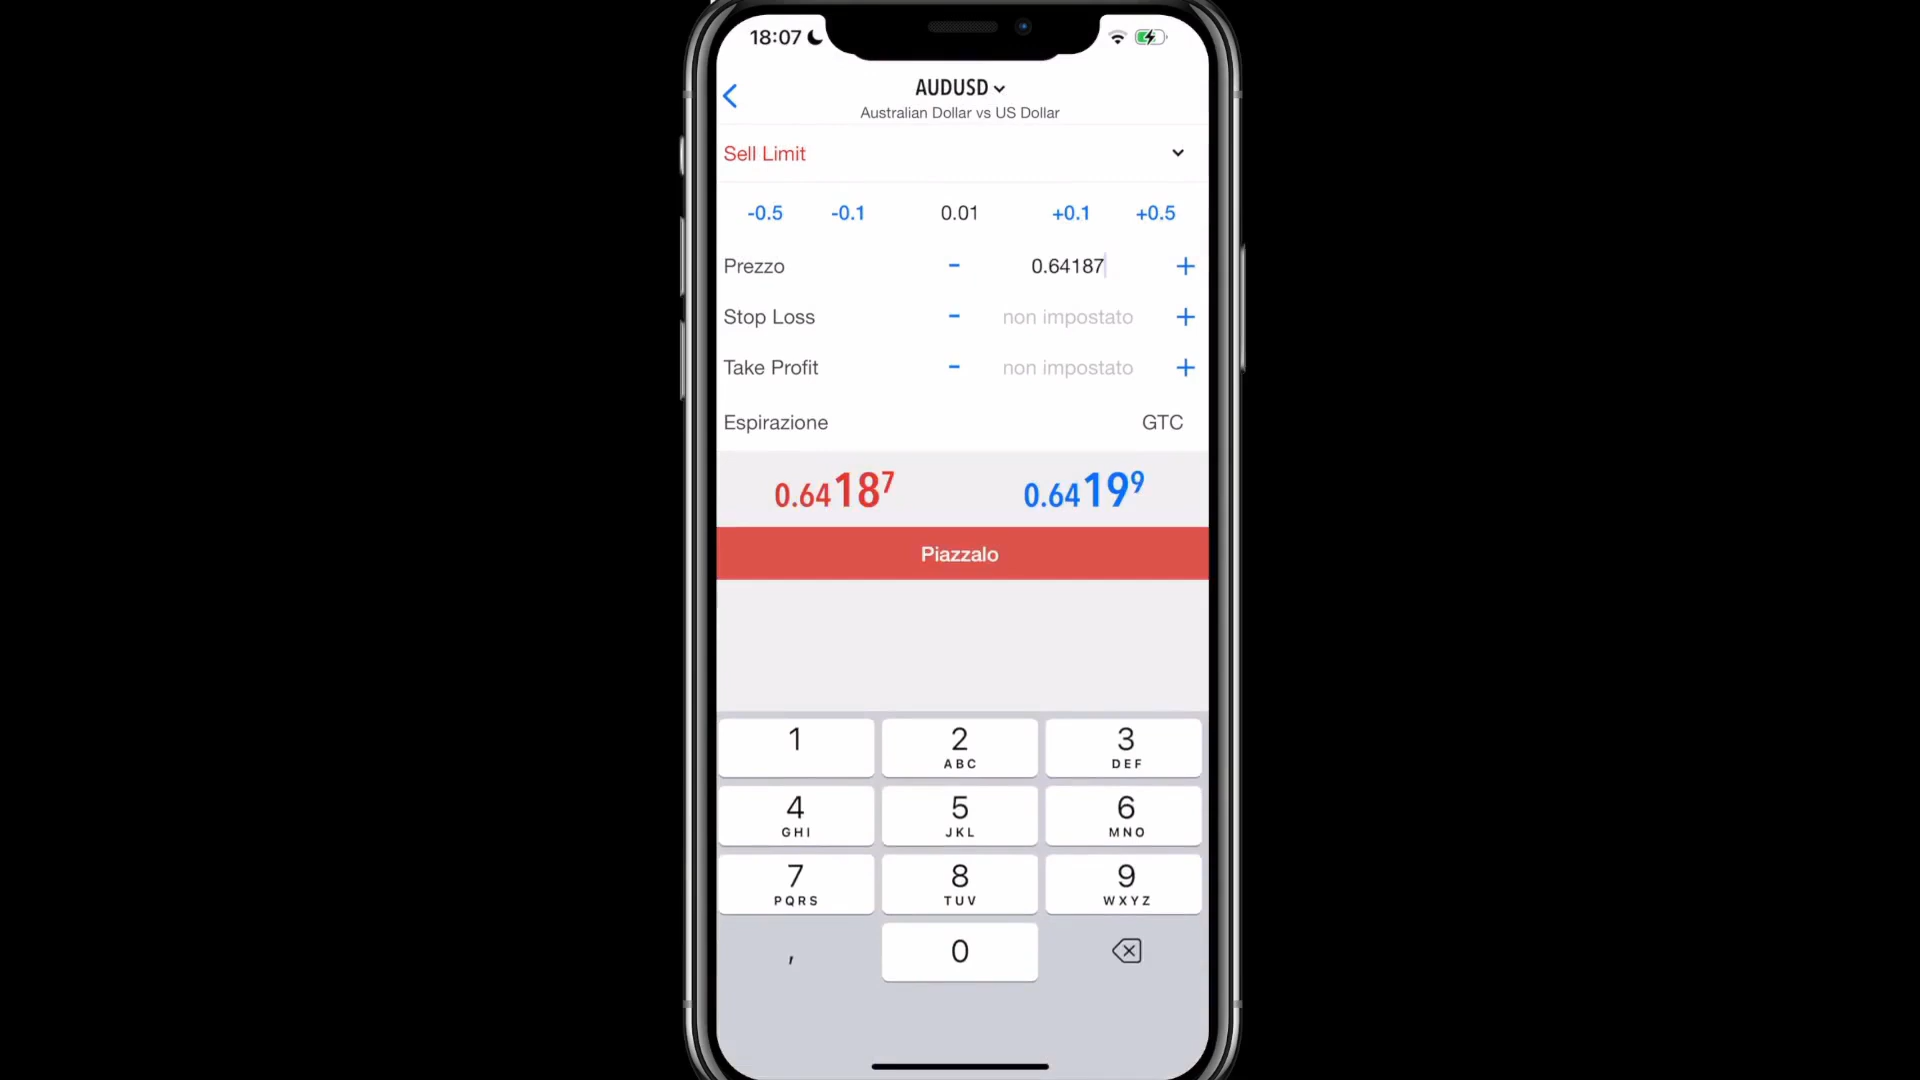 18:07
AUDUSD
Australian Dollar vs US Dollar
Sell Limit
-0.5 -0.1 0.01 +0.1 +0.5
Prezzo - 0.64187 +
Stop Loss - non impostato +
Take Profit - non impostato +
Espirazione GTC
0.64187 0.64199
Piazzalo
1 2 3
ABC DEF
4 5 6
GHI JKL MNO
7 8 9
PQRS TUV WXYZ
, 0